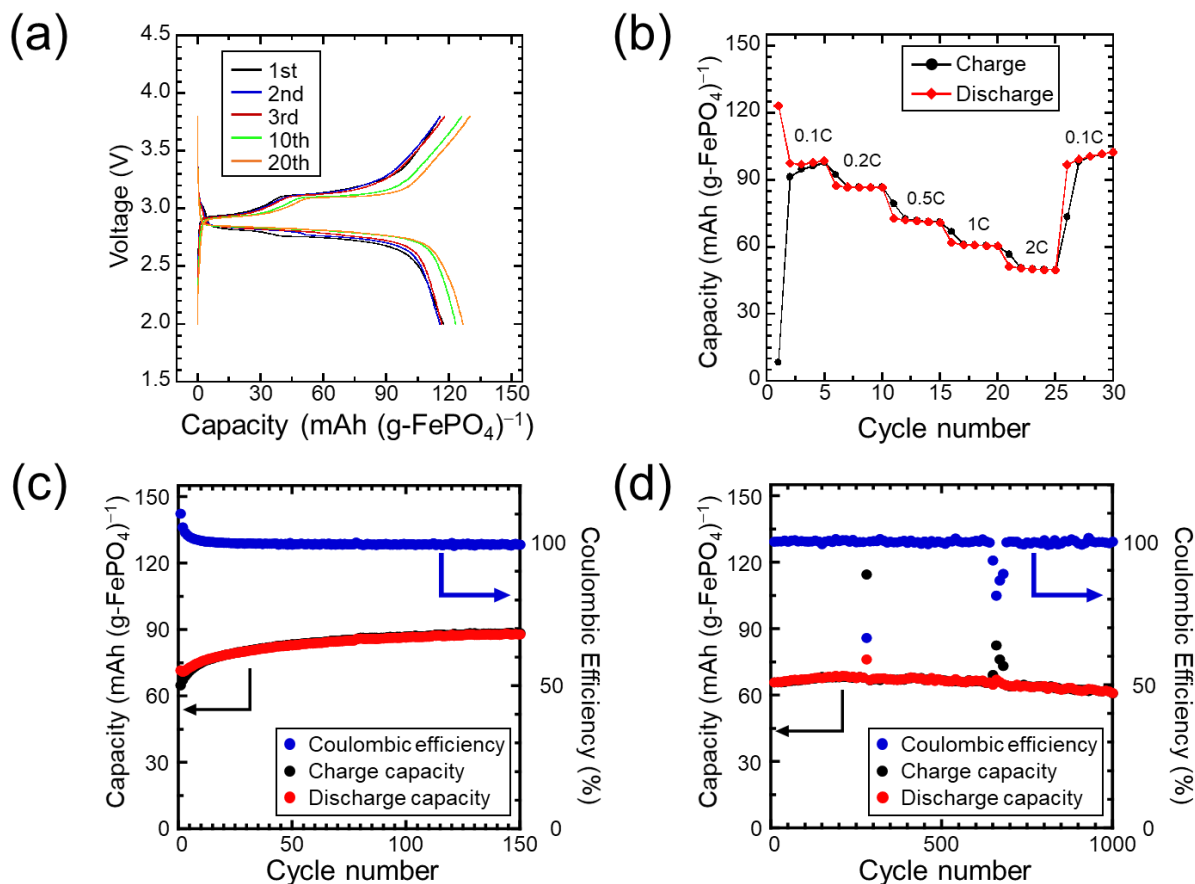 (a)
4.5
1st
2nd
3rd
10th
20th
4.0
3.5
3.0
2.5
2.0
1.5
Voltage (V)
0 30 60 90 120 150
Capacity (mAh (g-FePO₄)⁻¹)
(b)
150
120
90
60
30
0
Capacity (mAh (g-FePO₄)⁻¹)
Charge
Discharge
0.1C
0.2C
0.5C
1C
2C
0.1C
0 5 10 15 20 25 30
Cycle number
(c)
150
120
90
60
30
0
Capacity (mAh (g-FePO₄)⁻¹)
100
50
0
Coulombic Efficiency (%)
Coulombic efficiency
Charge capacity
Discharge capacity
0 50 100 150
Cycle number
(d)
150
120
90
60
30
0
Capacity (mAh (g-FePO₄)⁻¹)
100
50
0
Coulombic Efficiency (%)
Coulombic efficiency
Charge capacity
Discharge capacity
0 500 1000
Cycle number